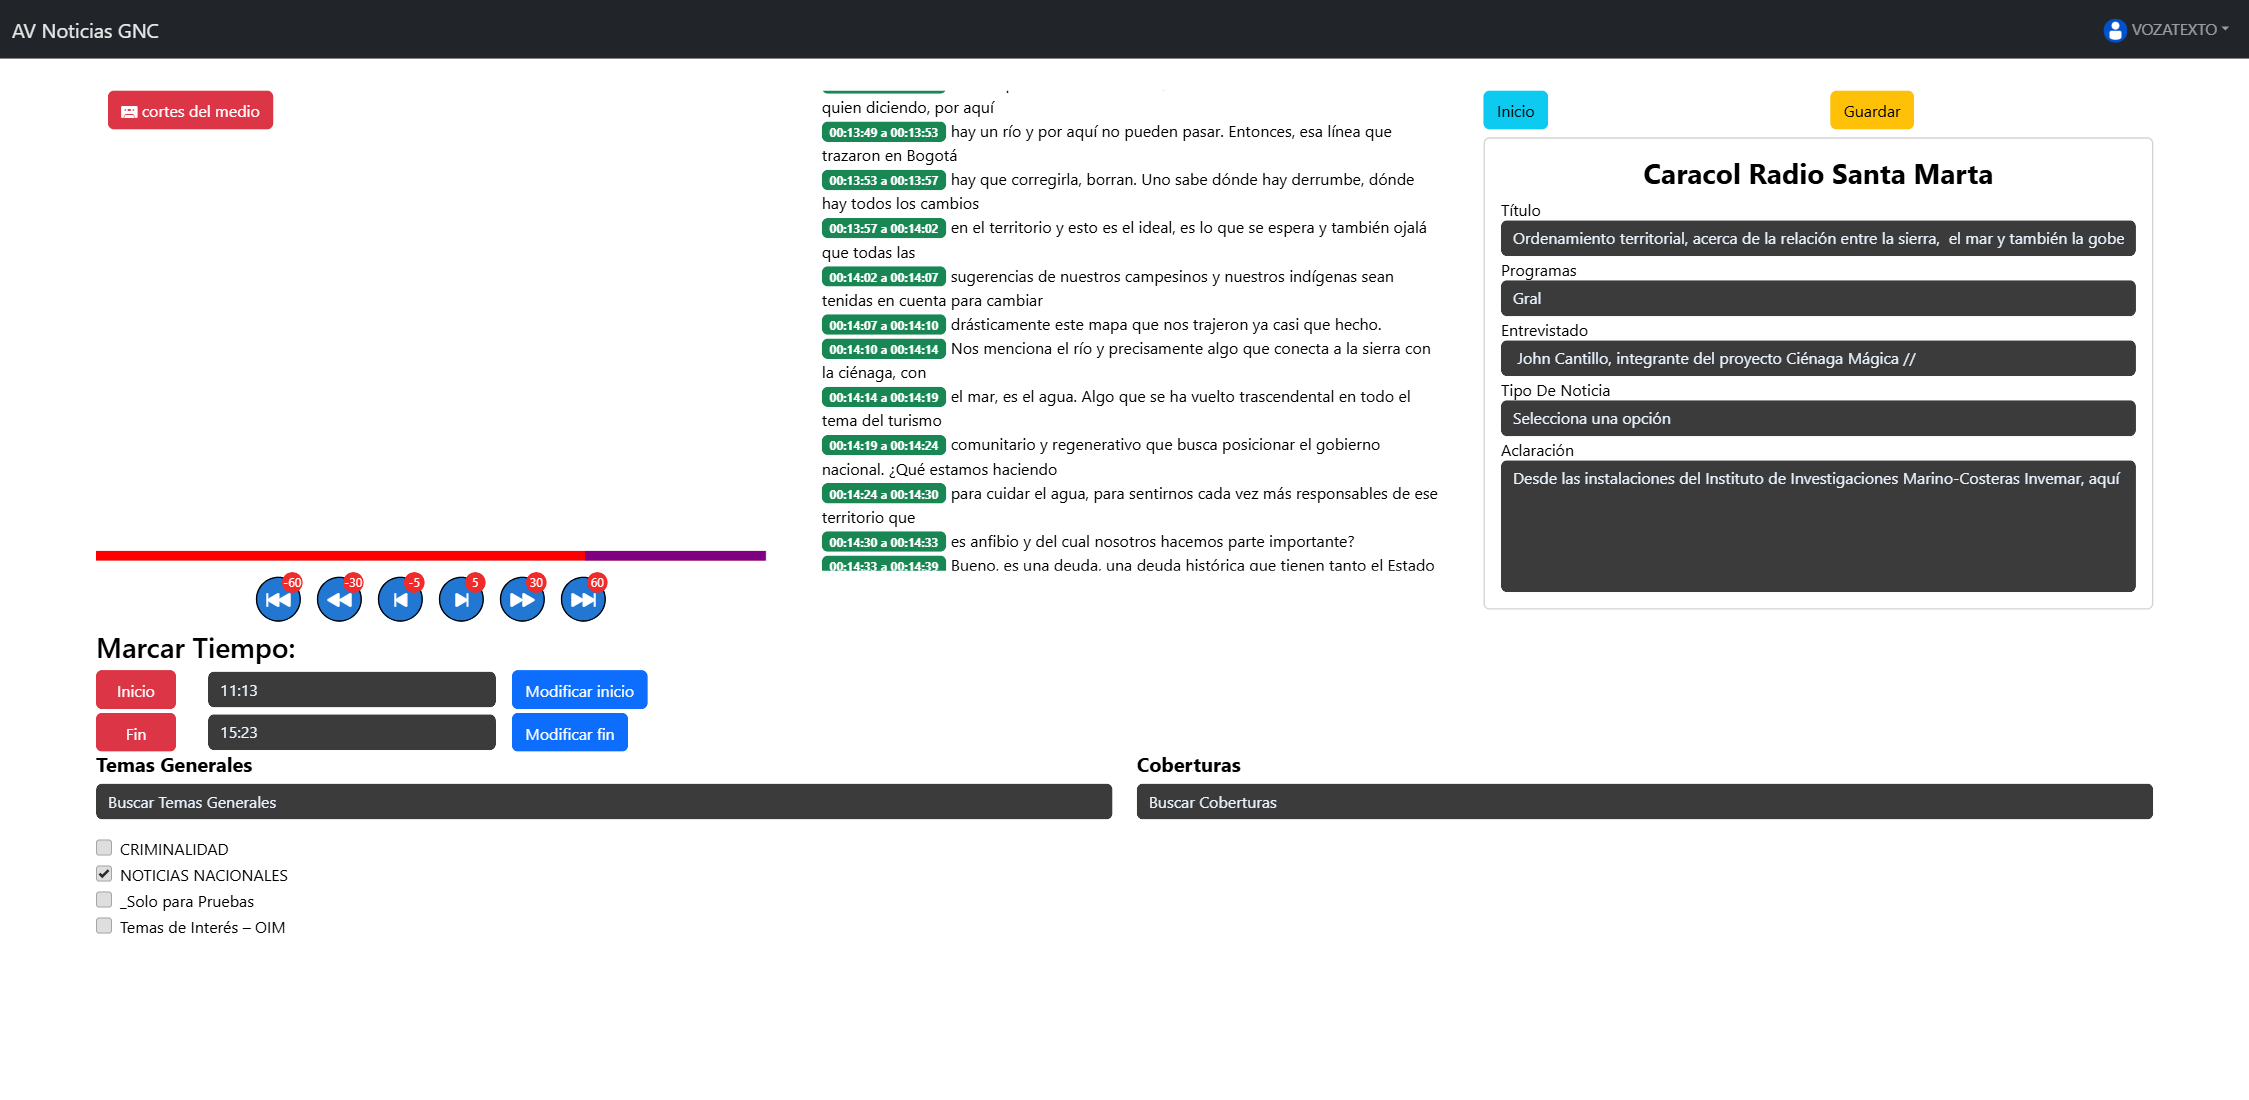 AV Noticias GNC
VOZATEXTO
cortes del medio
-60
-30
-5
5
30
60
Marcar Tiempo:
Inicio
11:13
Modificar inicio
Fin
15:23
Modificar fin
quien diciendo, por aquí
00:13:49 a 00:13:53 hay un río y por aquí no pueden pasar. Entonces, esa línea que
trazaron en Bogotá
00:13:53 a 00:13:57 hay que corregirla, borran. Uno sabe dónde hay derrumbe, dónde
hay todos los cambios
00:13:57 a 00:14:02 en el territorio y esto es el ideal, es lo que se espera y también ojalá
que todas las
00:14:02 a 00:14:07 sugerencias de nuestros campesinos y nuestros indígenas sean
tenidas en cuenta para cambiar
00:14:07 a 00:14:10 drásticamente este mapa que nos trajeron ya casi que hecho.
00:14:10 a 00:14:14 Nos menciona el río y precisamente algo que conecta a la sierra con
la ciénaga, con
00:14:14 a 00:14:19 el mar, es el agua. Algo que se ha vuelto trascendental en todo el
tema del turismo
00:14:19 a 00:14:24 comunitario y regenerativo que busca posicionar el gobierno
nacional. ¿Qué estamos haciendo
00:14:24 a 00:14:30 para cuidar el agua, para sentirnos cada vez más responsables de ese
territorio que
00:14:30 a 00:14:33 es anfibio y del cual nosotros hacemos parte importante?
00:14:33 a 00:14:39 Bueno, es una deuda, una deuda histórica que tienen tanto el Estado
Inicio
Guardar
Caracol Radio Santa Marta
Título
Ordenamiento territorial, acerca de la relación entre la sierra,  el mar y también la gobe
Programas
Gral
Entrevistado
John Cantillo, integrante del proyecto Ciénaga Mágica //
Tipo De Noticia
Selecciona una opción
Aclaración
Desde las instalaciones del Instituto de Investigaciones Marino-Costeras Invemar, aquí
Temas Generales
Buscar Temas Generales
CRIMINALIDAD
NOTICIAS NACIONALES
_Solo para Pruebas
Temas de Interés – OIM
Coberturas
Buscar Coberturas